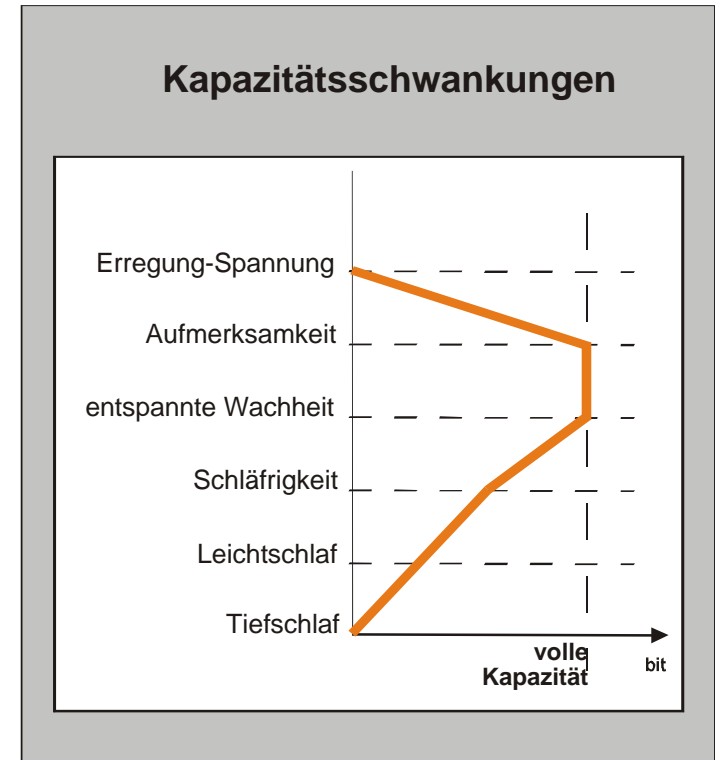 Kapazitätsschwankungen
Erregung-Spannung
Aufmerksamkeit
entspannte Wachheit
Schläfrigkeit
Leichtschlaf
Tiefschlaf
volle
Kapazität
bit